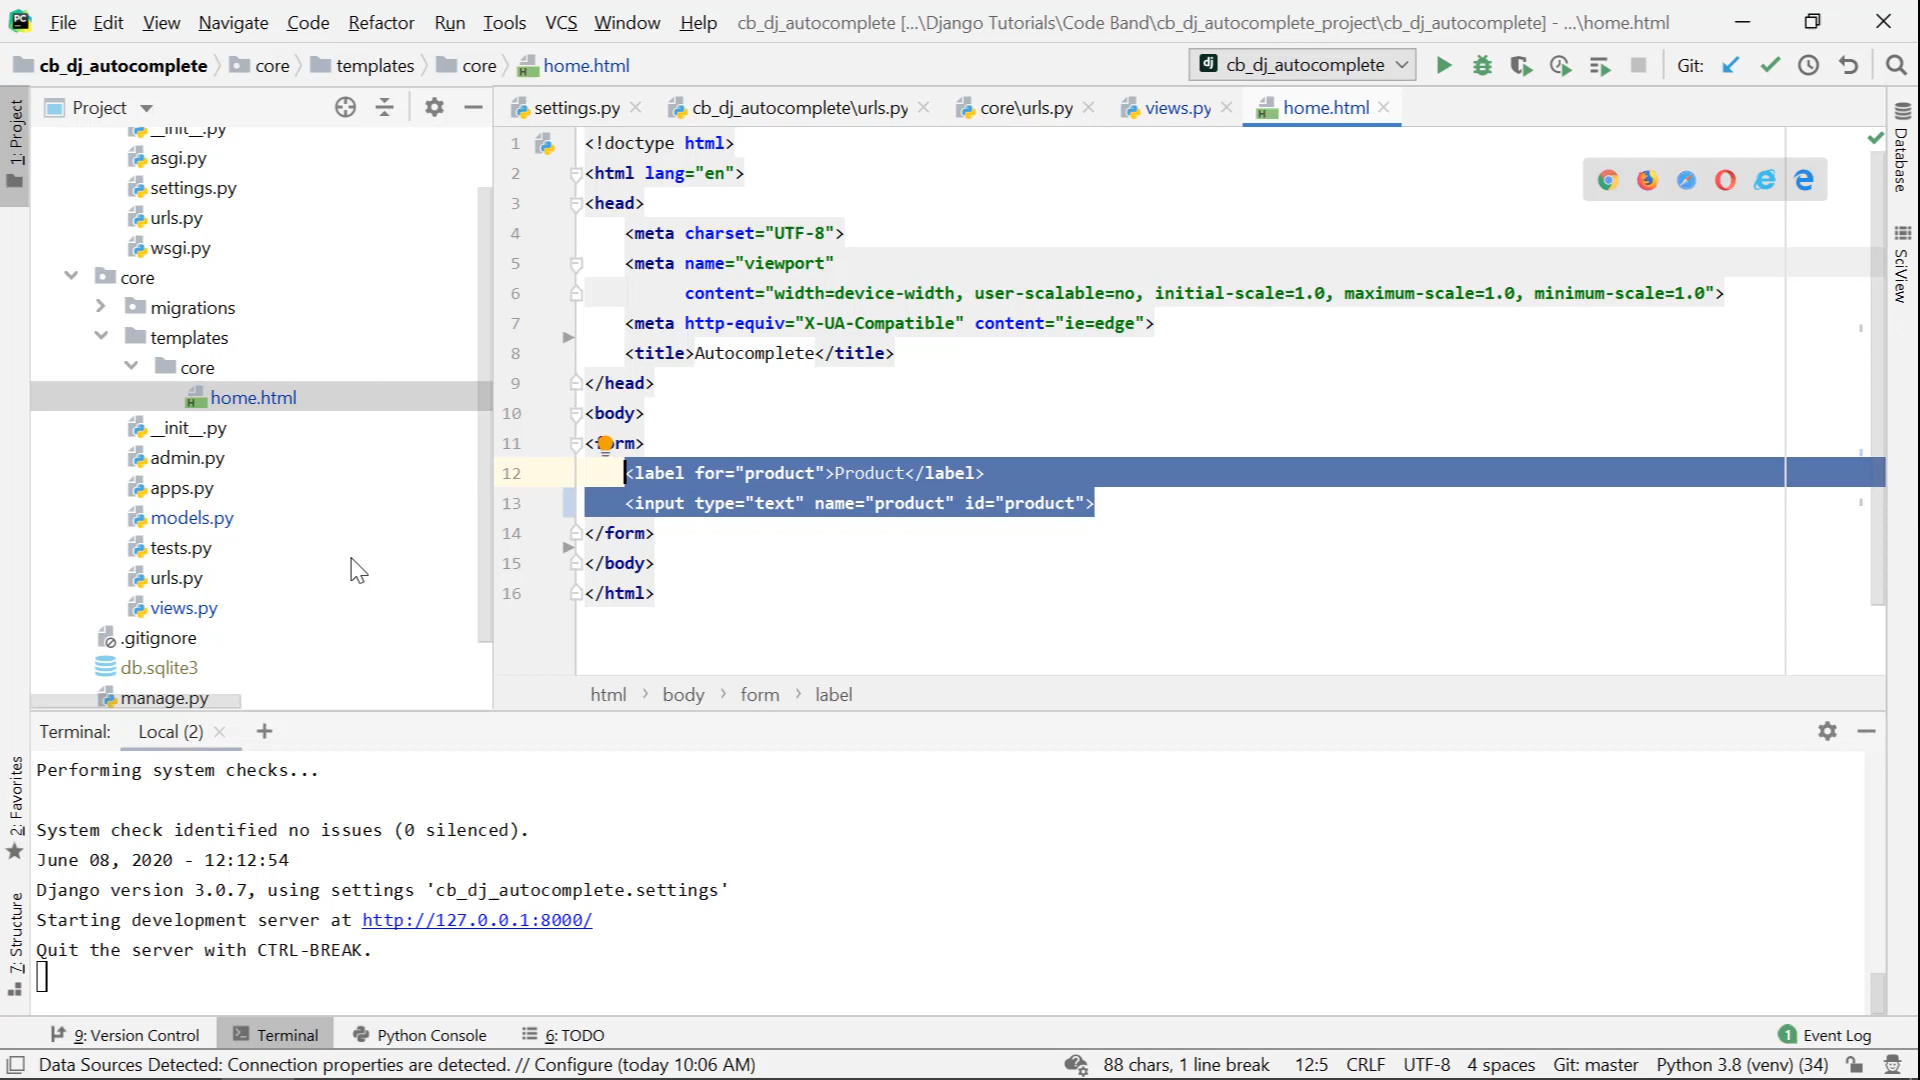 File Edit View Navigate Code Refactor Run Tools VCS Window Help cb_dj_autocomplete [...\Django Tutorials\Code Band\cb_dj_autocomplete_project\cb_dj_autocomplete] - ...\home.html
cb_dj_autocomplete core templates core home.html
dj cb_dj_autocomplete Git:
Project
settings.py cb_dj_autocomplete\urls.py core\urls.py views.py home.html
1: Project
__init__.py
asgi.py
settings.py
urls.py
wsgi.py
core
migrations
templates
core
home.html
__init__.py
admin.py
apps.py
models.py
tests.py
urls.py
views.py
.gitignore
db.sqlite3
manage.py
1 <!doctype html>
2 <html lang="en">
3 <head>
4 <meta charset="UTF-8">
5 <meta name="viewport"
6 content="width=device-width, user-scalable=no, initial-scale=1.0, maximum-scale=1.0, minimum-scale=1.0">
7 <meta http-equiv="X-UA-Compatible" content="ie=edge">
8 <title>Autocomplete</title>
9 </head>
10 <body>
11 <form>
12 <label for="product">Product</label>
13 <input type="text" name="product" id="product">
14 </form>
15 </body>
16 </html>
html body form label
Database
SciView
Terminal: Local (2)
Performing system checks...
System check identified no issues (0 silenced).
June 08, 2020 - 12:12:54
Django version 3.0.7, using settings 'cb_dj_autocomplete.settings'
Starting development server at http://127.0.0.1:8000/
Quit the server with CTRL-BREAK.
2: Favorites
7: Structure
9: Version Control Terminal Python Console 6: TODO 1 Event Log
Data Sources Detected: Connection properties are detected. // Configure (today 10:06 AM) 88 chars, 1 line break 12:5 CRLF UTF-8 4 spaces Git: master Python 3.8 (venv) (34)